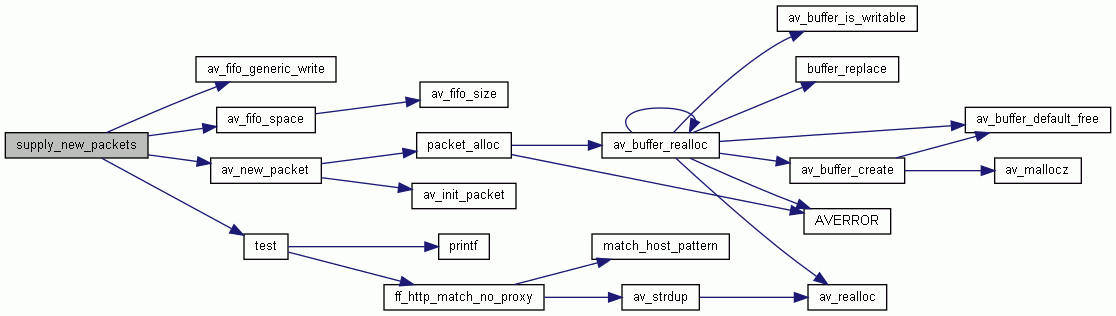 av_buffer_is_writable
av_fifo_generic_write
buffer_replace
av_fifo_size
av_fifo_space
av_buffer_default_free
supply_new_packets
packet_alloc
av_buffer_realloc
av_new_packet
av_buffer_create
av_mallocz
av_init_packet
AVERROR
test
printf
match_host_pattern
ff_http_match_no_proxy
av_strdup
av_realloc